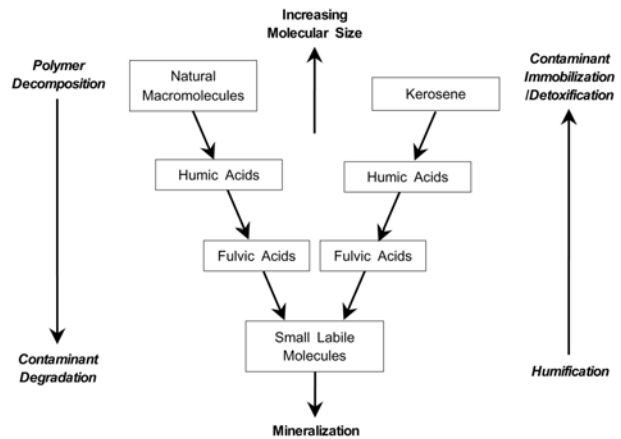 Increasing
Molecular Size
Polymer
Decomposition
Natural
Macromolecules
Kerosene
Contaminant
Immobilization
/Detoxification
Humic Acids
Humic Acids
Fulvic Acids
Fulvic Acids
Small Labile
Molecules
Contaminant
Degradation
Humification
Mineralization